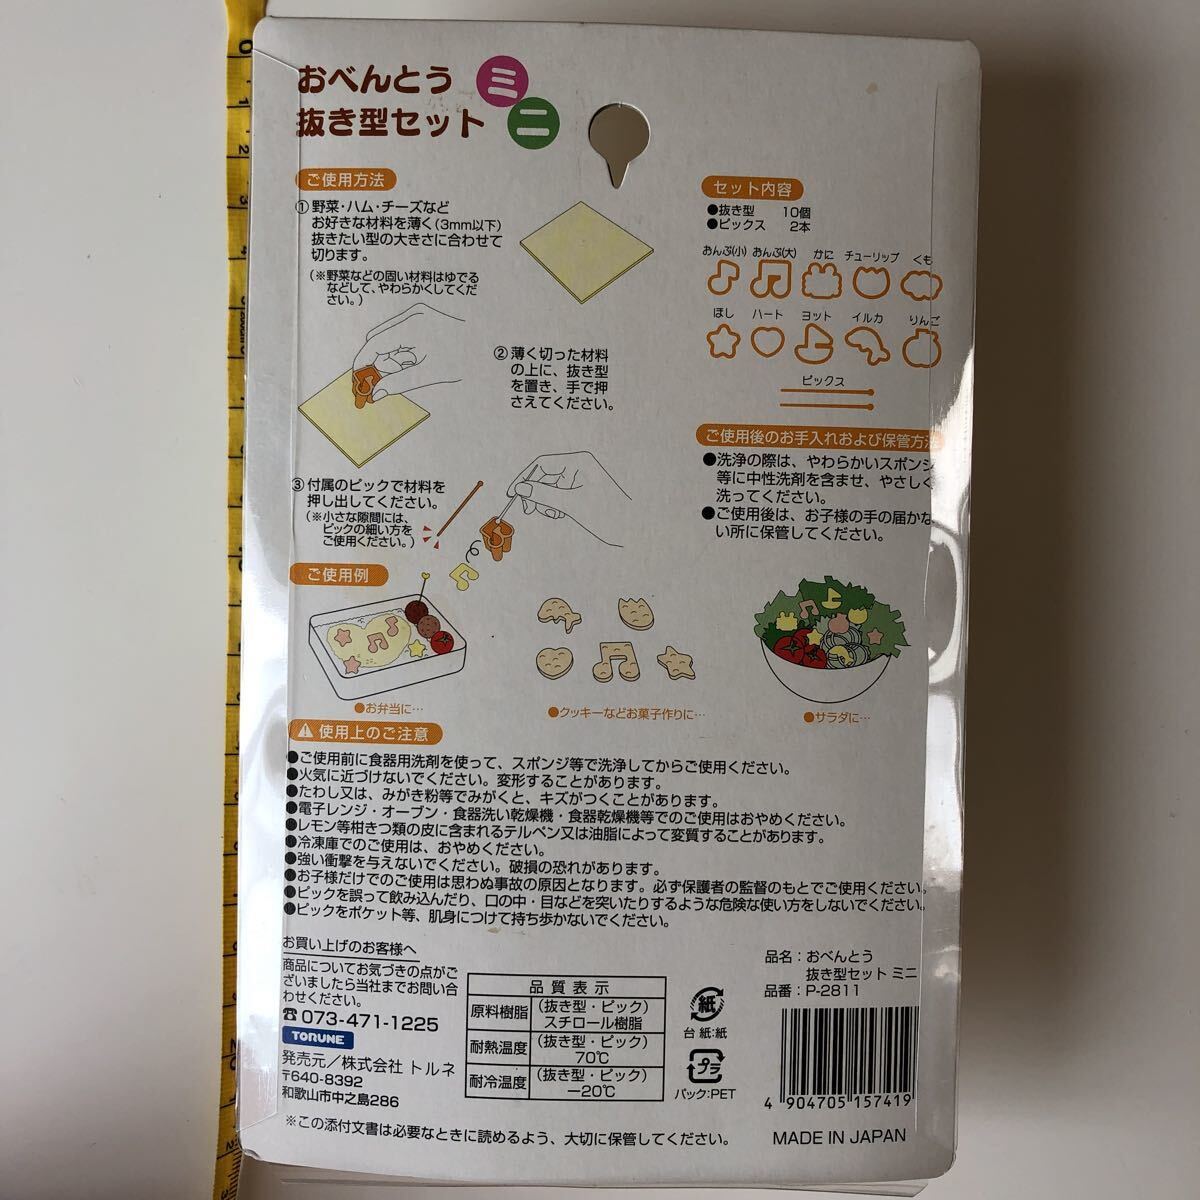 おべんとう ミ
抜き型セット ニ
ご使用方法
①野菜・ハム・チーズなど
お好きな材料を薄く(3mm以下)
抜きたい型の大きさに合わせて
切ります。
(※野菜などの固い材料はゆでる
などして、やわらかくしてくだ
さい。)
②薄く切った材料
の上に、抜き型
を置き、手で押
さえてください。
③付属のピックで材料を
押し出してください。
(※小さな隙間には、
ピックの細い方を
ご使用ください。)
セット内容
●抜き型 10個
●ピックス 2本
おんぷ(小) おんぷ(大) かに チューリップ くも
ほし ハート ヨット イルカ りんご
ピックス
ご使用後のお手入れおよび保管方法
●洗浄の際は、やわらかいスポンジ
等に中性洗剤を含ませ、やさしく
洗ってください。
●ご使用後は、お子様の手の届かな
い所に保管してください。
ご使用例
●お弁当に…
●クッキーなどお菓子作りに…
●サラダに…
使用上のご注意
●ご使用前に食器用洗剤を使って、スポンジ等で洗浄してからご使用ください。
●火気に近づけないでください。変形することがあります。
●たわし又は、みがき粉等でみがくと、キズがつくことがあります。
●電子レンジ・オーブン・食器洗い乾燥機・食器乾燥機等でのご使用はおやめください。
●レモン等柑きつ類の皮に含まれるテルペン又は油脂によって変質することがあります。
●冷凍庫でのご使用は、おやめください。
●強い衝撃を与えないでください。破損の恐れがあります。
●お子様だけでのご使用は思わぬ事故の原因となります。必ず保護者の監督のもとでご使用ください。
●ピックを誤って飲み込んだり、口の中・目などを突いたりするような危険な使い方をしないでください。
●ピックをポケット等、肌身につけて持ち歩かないでください。
お買い上げのお客様へ
商品についてお気づきの点がご
ざいましたら当社までお問い合
わせください。
☎073-471-1225
TORUNE
発売元/株式会社 トルネ
〒640-8392
和歌山市中之島286
品質表示
原料樹脂 (抜き型・ピック)
スチロール樹脂
耐熱温度 (抜き型・ピック)
70℃
耐冷温度 (抜き型・ピック)
−20℃
紙
台紙:紙
プラ
パック:PET
品名:おべんとう
抜き型セット ミニ
品番:P-2811
4 904705 157419
※この添付文書は必要なときに読めるよう、大切に保管してください。
MADE IN JAPAN